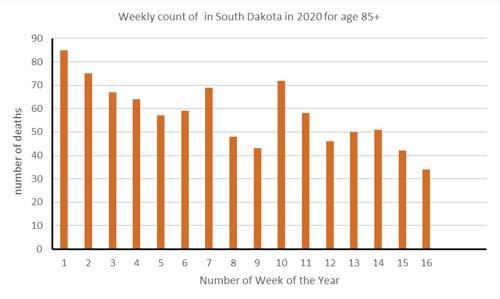 Weekly count of  in South Dakota in 2020 for age 85+
90
80
70
60
50
40
30
20
10
0
number of deaths
1 2 3 4 5 6 7 8 9 10 11 12 13 14 15 16
Number of Week of the Year